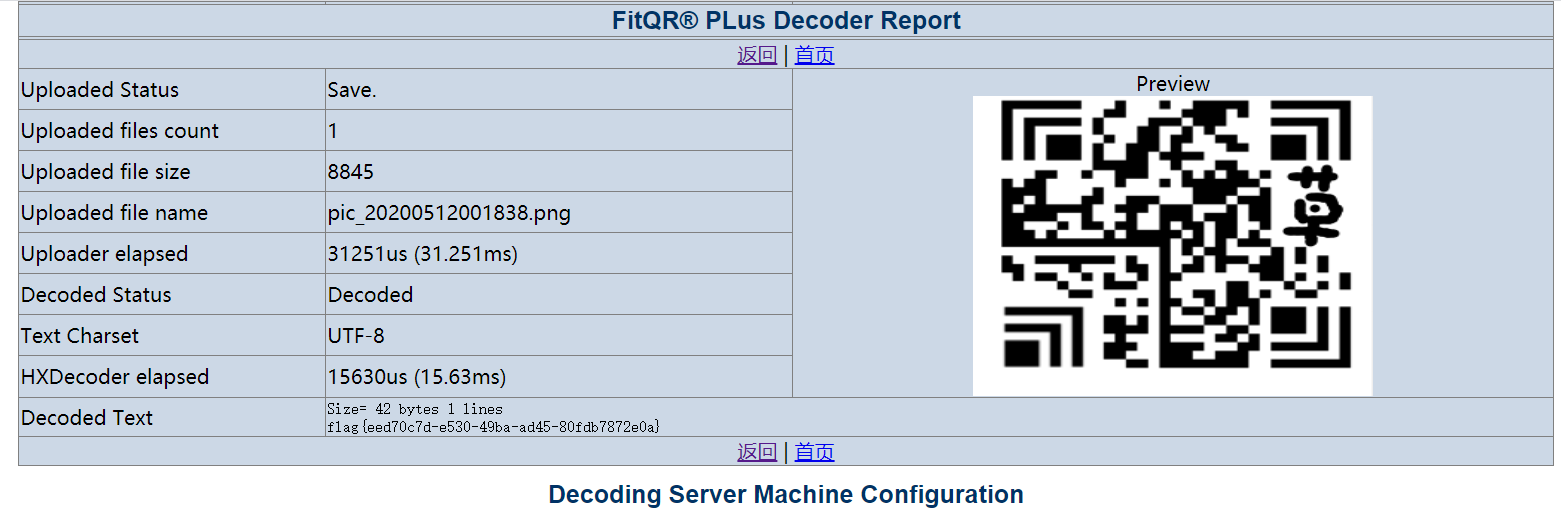 FitQR® PLus Decoder Report
返回 | 首页
Uploaded Status Save.
Preview
Uploaded files count 1
Uploaded file size 8845
Uploaded file name pic_20200512001838.png
Uploader elapsed 31251us (31.251ms)
Decoded Status Decoded
Text Charset UTF-8
HXDecoder elapsed 15630us (15.63ms)
草
Decoded Text Size= 42 bytes 1 lines
flag{eed70c7d-e530-49ba-ad45-80fdb7872e0a}
返回 | 首页
Decoding Server Machine Configuration